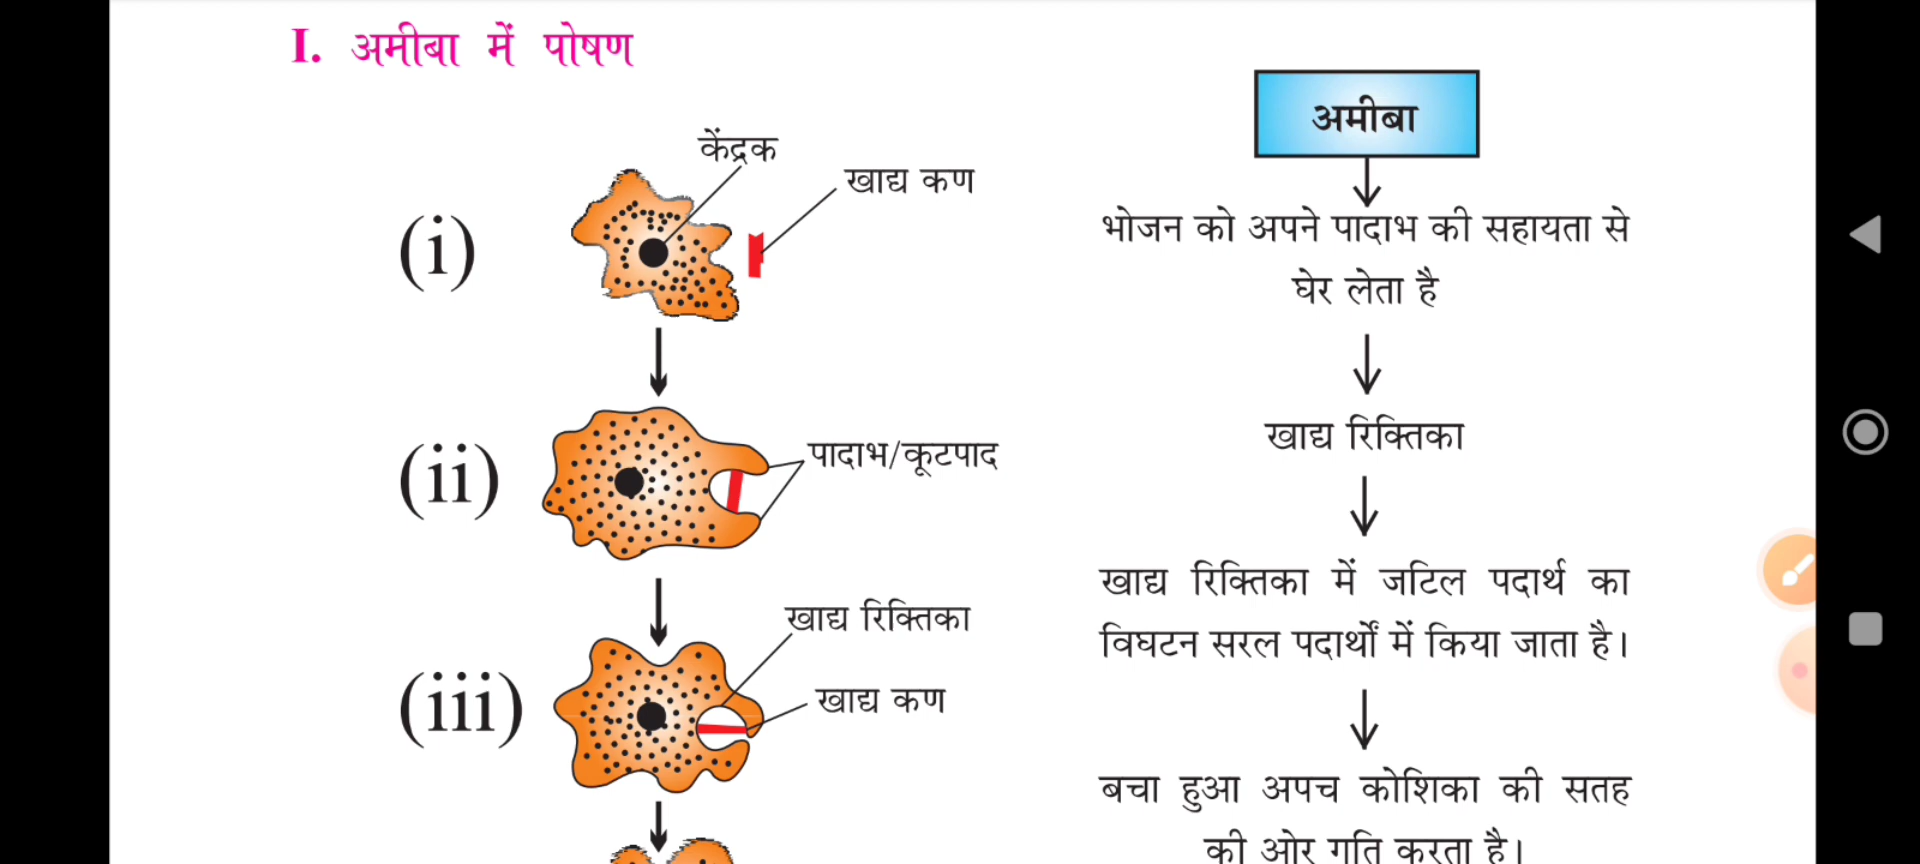 I. अमीबा में पोषण
(i)
केंद्रक
खाद्य कण
(ii)
पादाभ/कूटपाद
(iii)
खाद्य रिक्तिका
खाद्य कण
अमीबा
भोजन को अपने पादाभ की सहायता से
घेर लेता है
खाद्य रिक्तिका
खाद्य रिक्तिका में जटिल पदार्थ का
विघटन सरल पदार्थों में किया जाता है।
बचा हुआ अपच कोशिका की सतह
की ओर गति करता है।